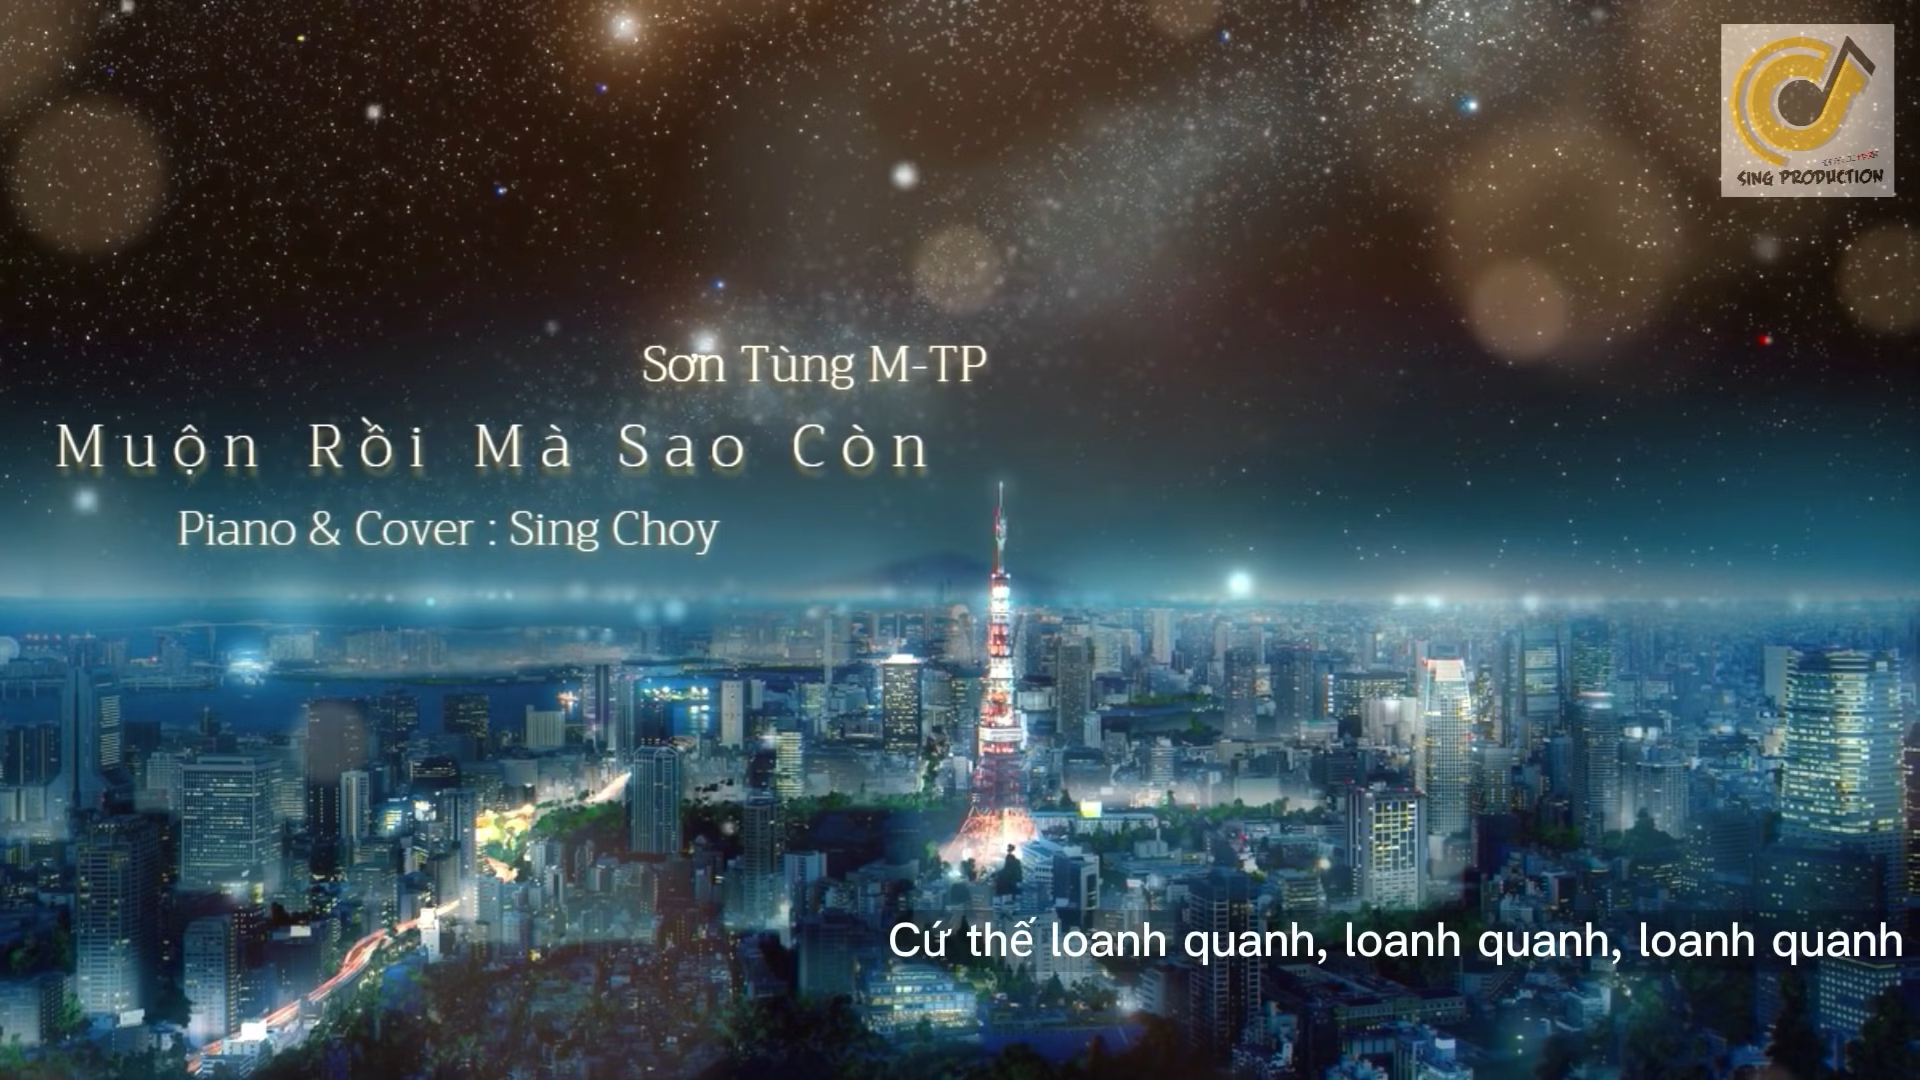 SING PRODUCTION
Sơn Tùng M-TP
Muộn Rồi Mà Sao Còn
Piano & Cover : Sing Choy
Cứ thế loanh quanh, loanh quanh, loanh quanh